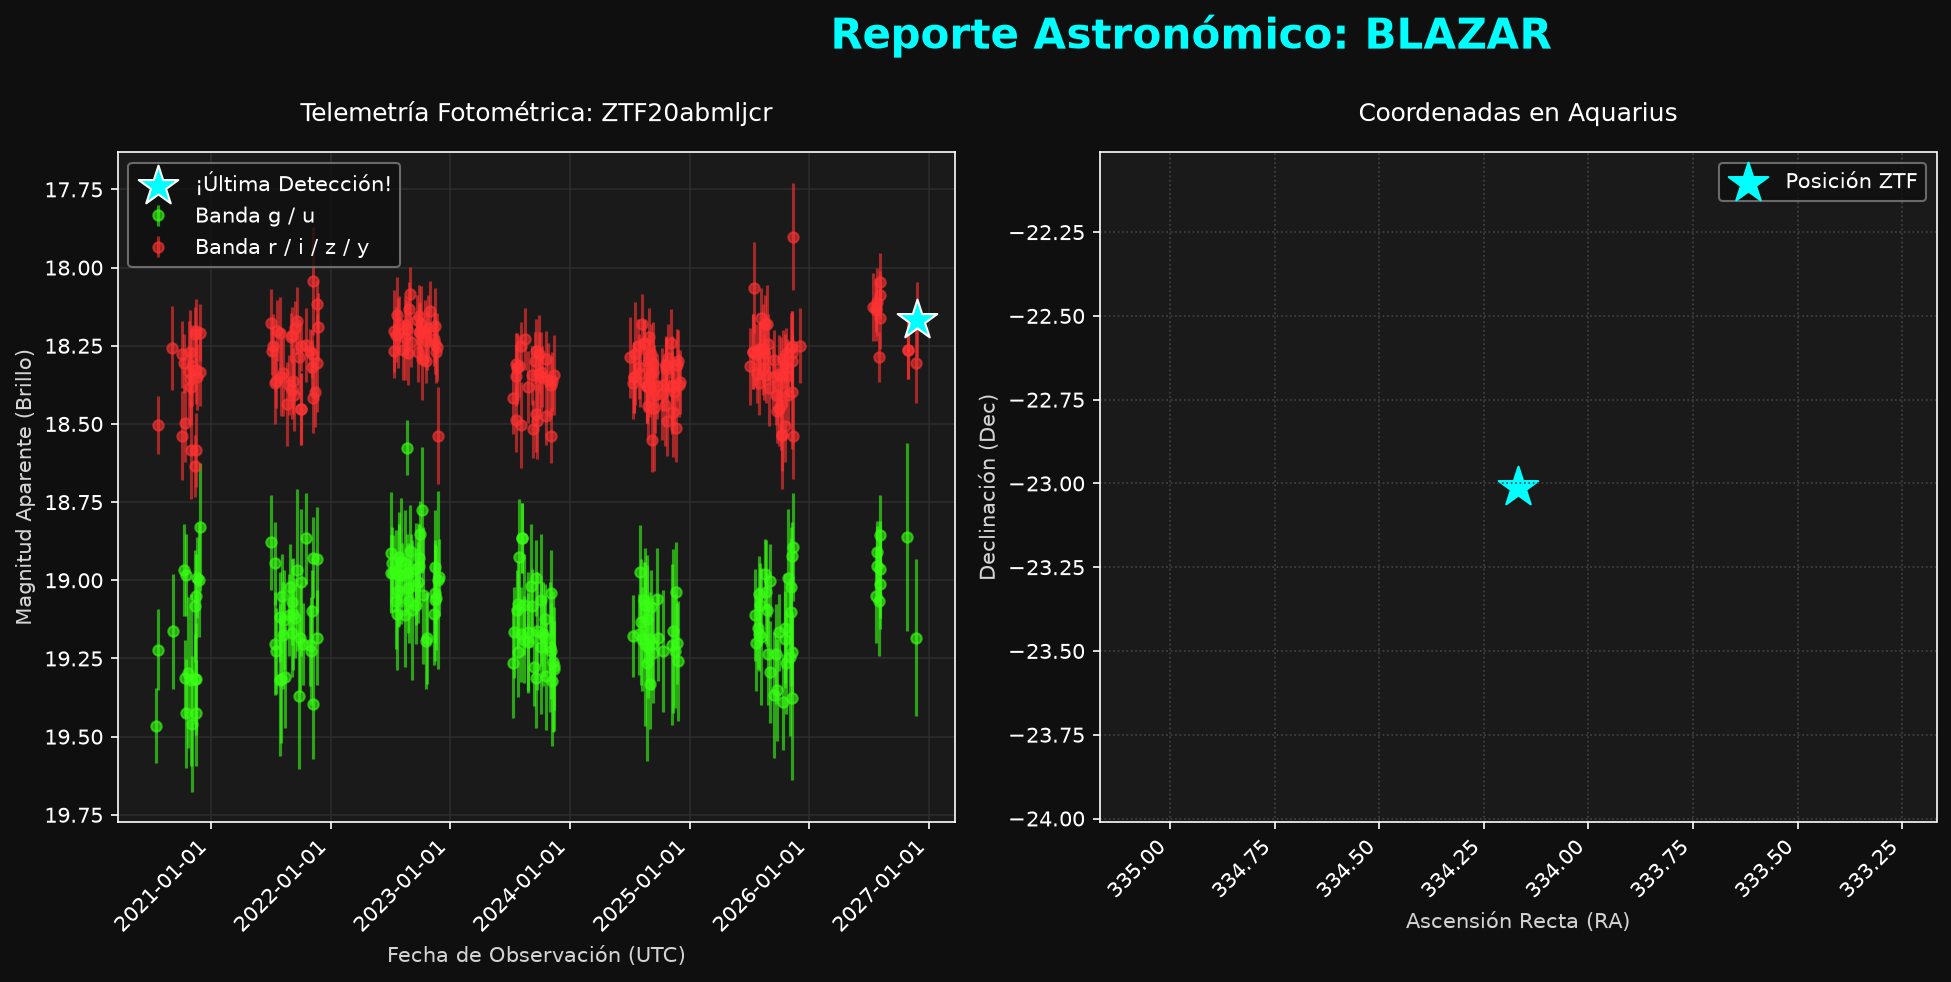 Reporte Astronómico: BLAZAR
Telemetría Fotométrica: ZTF20abmljcr
¡Última Detección!
Banda g / u
Banda r / i / z / y
Magnitud Aparente (Brillo)
17.75
18.00
18.25
18.50
18.75
19.00
19.25
19.50
19.75
2021-01-01
2022-01-01
2023-01-01
2024-01-01
2025-01-01
2026-01-01
2027-01-01
Fecha de Observación (UTC)
Coordenadas en Aquarius
Posición ZTF
Declinación (Dec)
−22.25
−22.50
−22.75
−23.00
−23.25
−23.50
−23.75
−24.00
335.00
334.75
334.50
334.25
334.00
333.75
333.50
333.25
Ascensión Recta (RA)